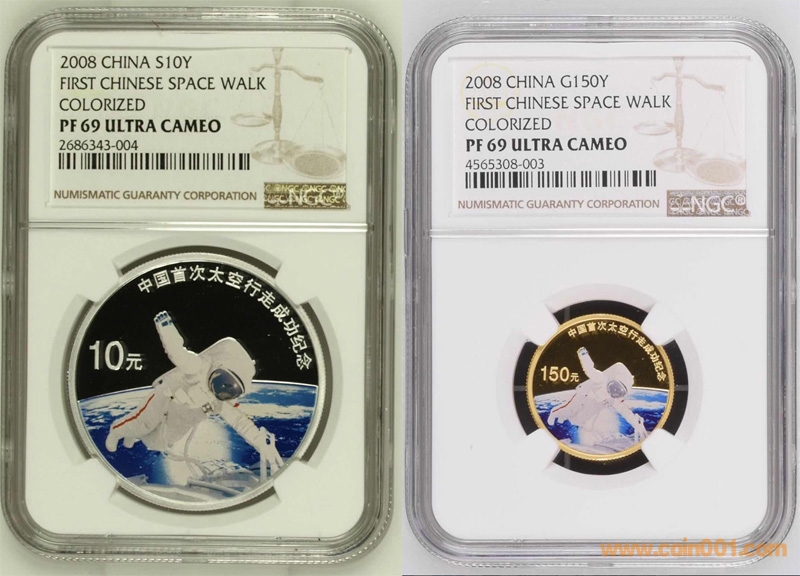 2008 CHINA S10Y
FIRST CHINESE SPACE WALK
COLORIZED
PF 69 ULTRA CAMEO
2686343-004
NUMISMATIC GUARANTY CORPORATION
NGC
中国首次太空行走成功纪念
10元
2008 CHINA G150Y
FIRST CHINESE SPACE WALK
COLORIZED
PF 69 ULTRA CAMEO
4565308-003
NUMISMATIC GUARANTY CORPORATION
NGC®
中国首次太空行走成功纪念
150元
www.coin001.com